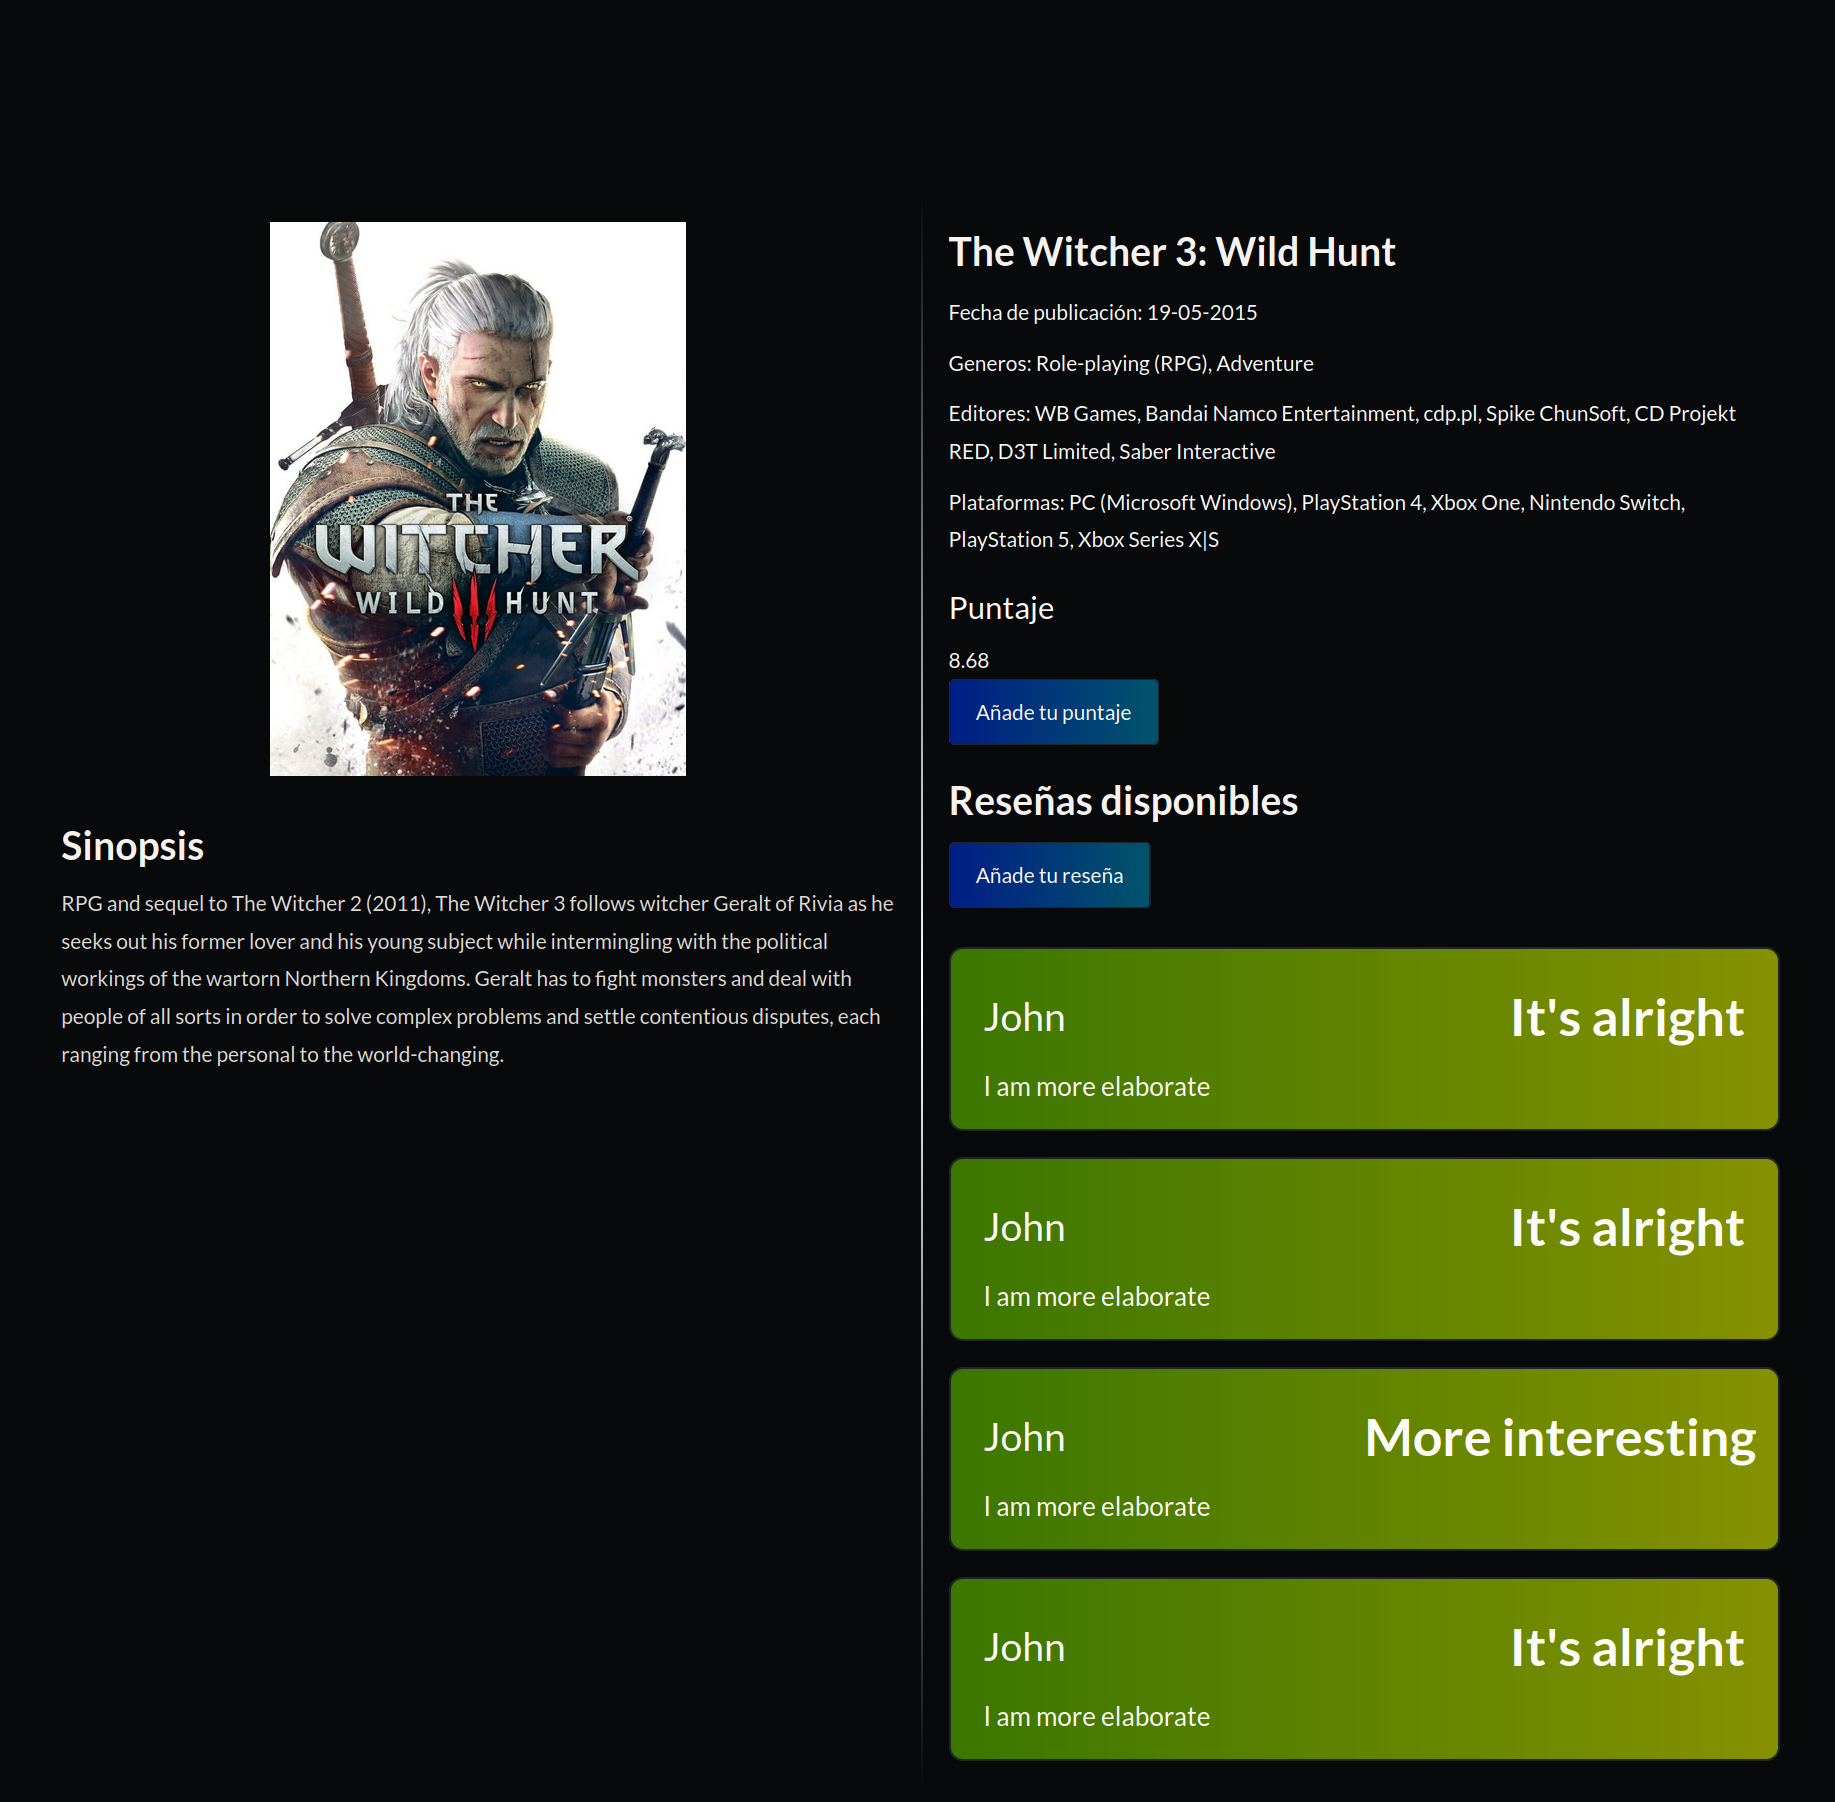 THE
WITCHER
WILD HUNT
Sinopsis
RPG and sequel to The Witcher 2 (2011), The Witcher 3 follows witcher Geralt of Rivia as he
seeks out his former lover and his young subject while intermingling with the political
workings of the wartorn Northern Kingdoms. Geralt has to fight monsters and deal with
people of all sorts in order to solve complex problems and settle contentious disputes, each
ranging from the personal to the world-changing.
The Witcher 3: Wild Hunt
Fecha de publicación: 19-05-2015
Generos: Role-playing (RPG), Adventure
Editores: WB Games, Bandai Namco Entertainment, cdp.pl, Spike ChunSoft, CD Projekt
RED, D3T Limited, Saber Interactive
Plataformas: PC (Microsoft Windows), PlayStation 4, Xbox One, Nintendo Switch,
PlayStation 5, Xbox Series X|S
Puntaje
8.68
Añade tu puntaje
Reseñas disponibles
Añade tu reseña
John It's alright
I am more elaborate
John It's alright
I am more elaborate
John More interesting
I am more elaborate
John It's alright
I am more elaborate